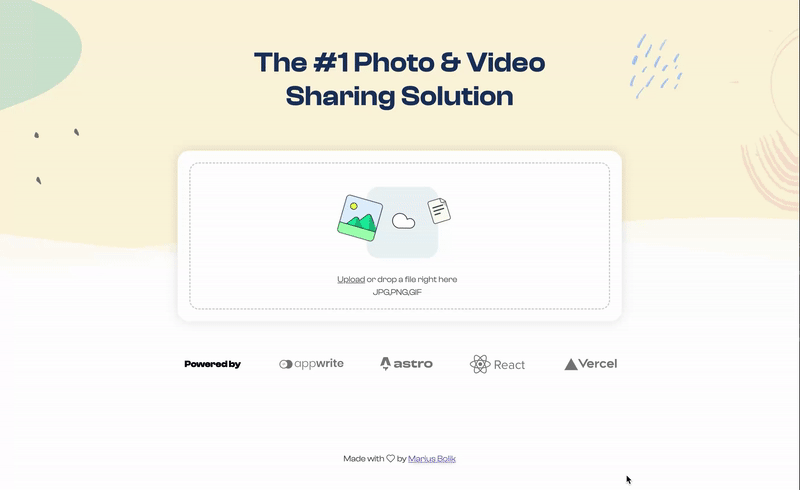 The #1 Photo & Video
Sharing Solution
Upload or drop a file right here
JPG,PNG,GIF
Powered by
appwrite
astro
React
Vercel
Made with ♡ by Marius Bolik